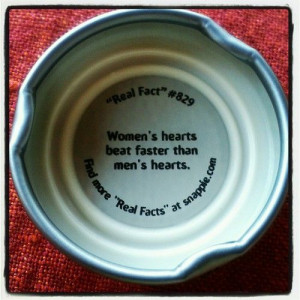 "Real Fact" #829
Women's hearts
beat faster than
men's hearts.
Find more "Real Facts" at snapple.com